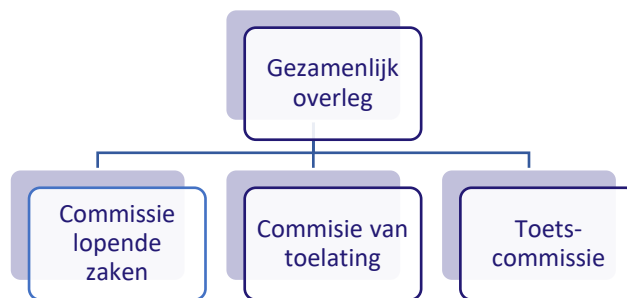 Gezamenlijk
overleg
Commissie
lopende
zaken
Commisie van
toelating
Toets-
commissie